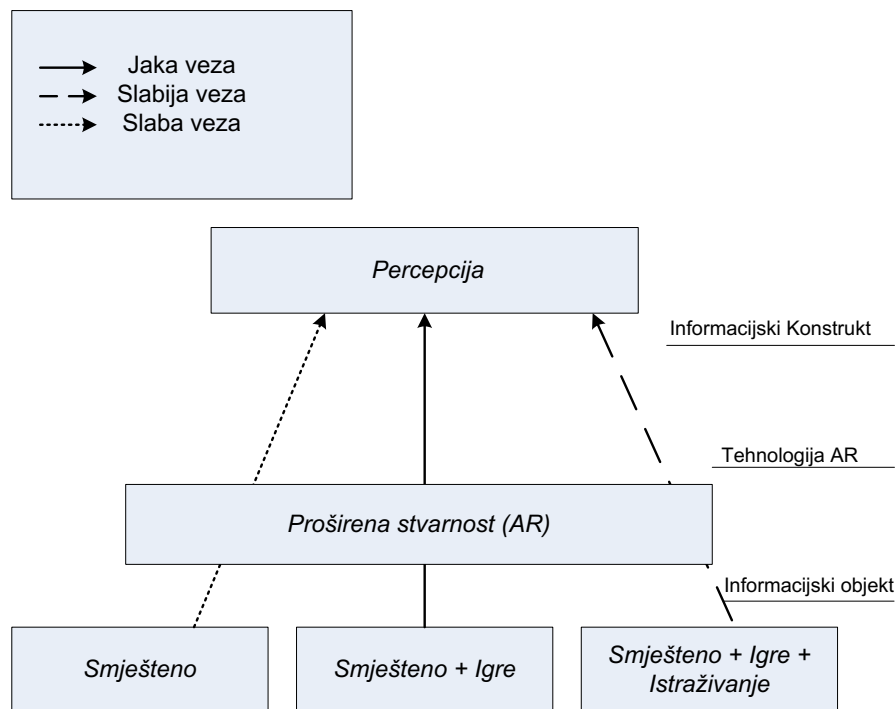 Jaka veza
Slabija veza
Slaba veza
Percepcija
Informacijski Konstrukt
Tehnologija AR
Proširena stvarnost (AR)
Informacijski objekt
Smješteno
Smješteno + Igre
Smješteno + Igre +
Istraživanje